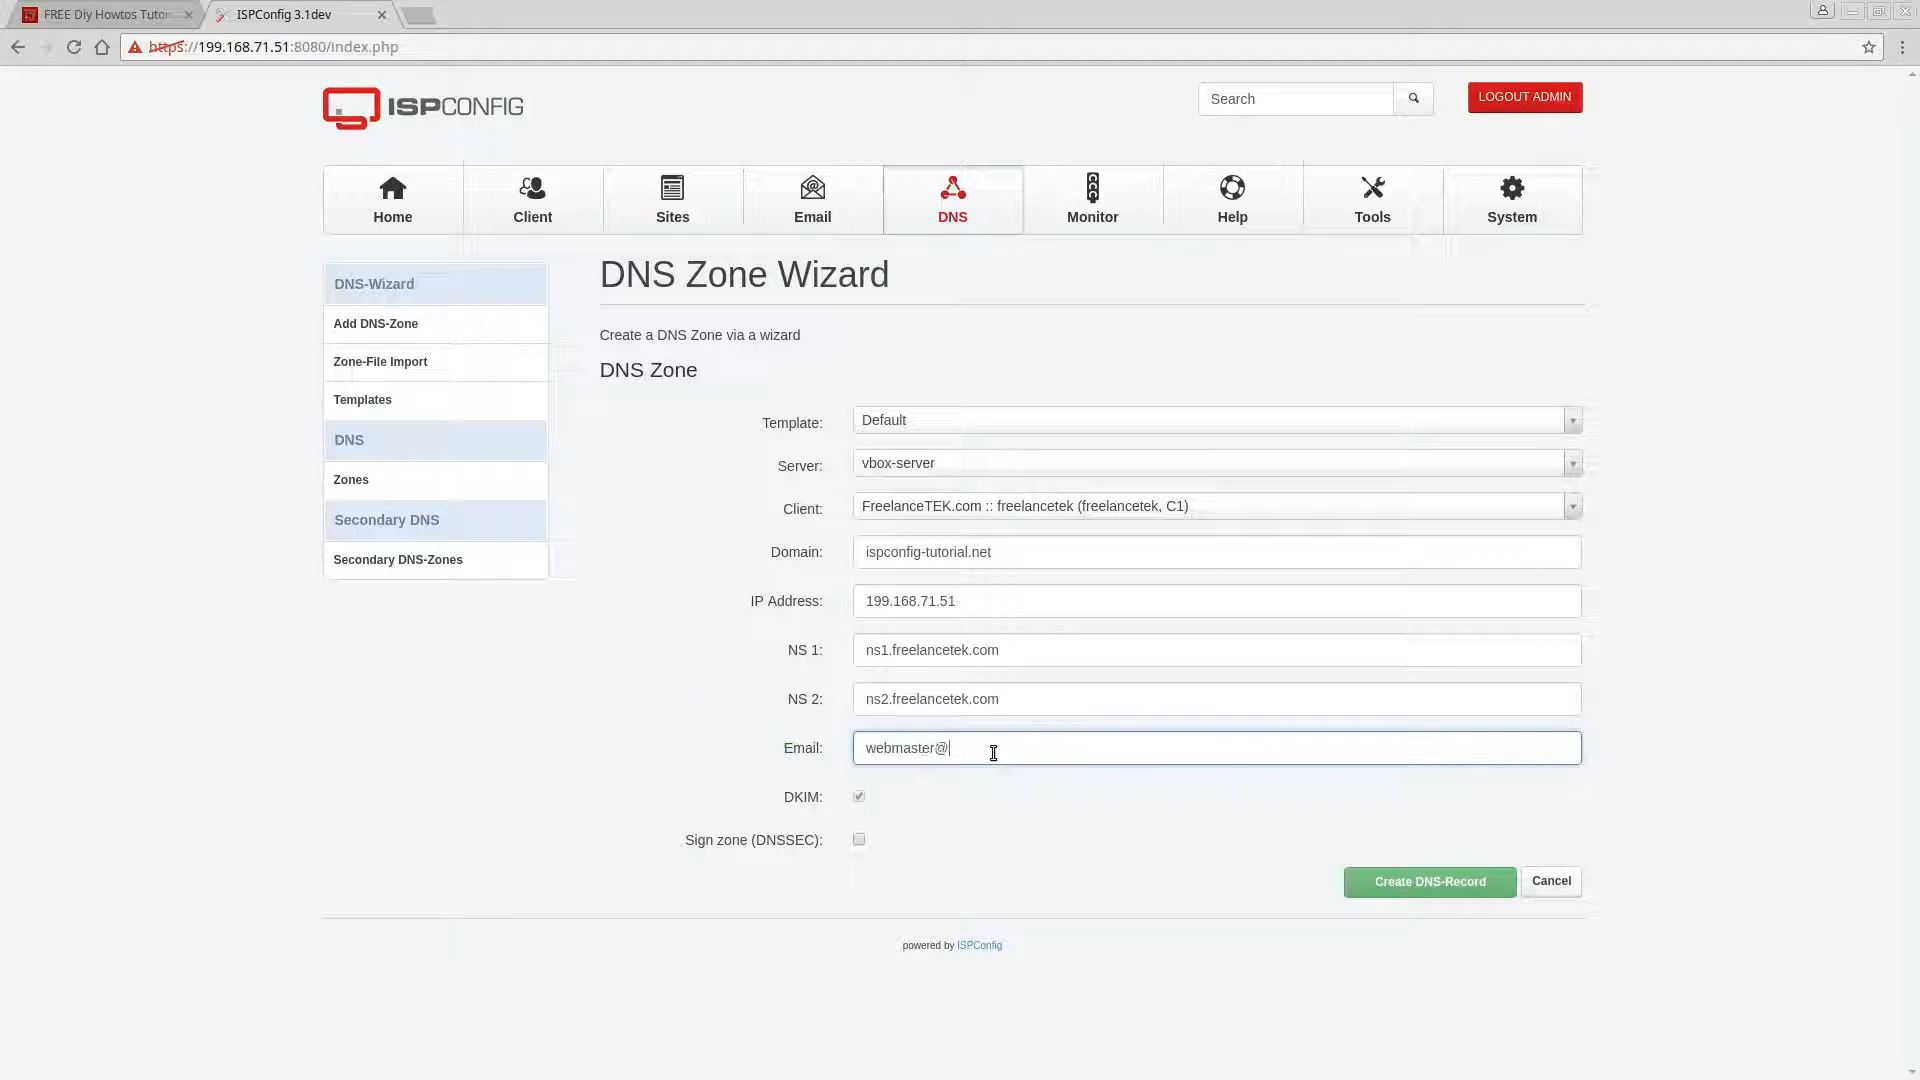 FREE Diy Howtos Tutor
ISPConfig 3.1dev
https://199.168.71.51:8080/index.php
ISPCONFIG
Search
LOGOUT ADMIN
Home
Client
Sites
Email
DNS
Monitor
Help
Tools
System
DNS-Wizard
Add DNS-Zone
Zone-File Import
Templates
DNS
Zones
Secondary DNS
Secondary DNS-Zones
DNS Zone Wizard
Create a DNS Zone via a wizard
DNS Zone
Template: Default
Server: vbox-server
Client: FreelanceTEK.com :: freelancetek (freelancetek, C1)
Domain: ispconfig-tutorial.net
IP Address: 199.168.71.51
NS 1: ns1.freelancetek.com
NS 2: ns2.freelancetek.com
Email: webmaster@
DKIM:
Sign zone (DNSSEC):
Create DNS-Record
Cancel
powered by ISPConfig